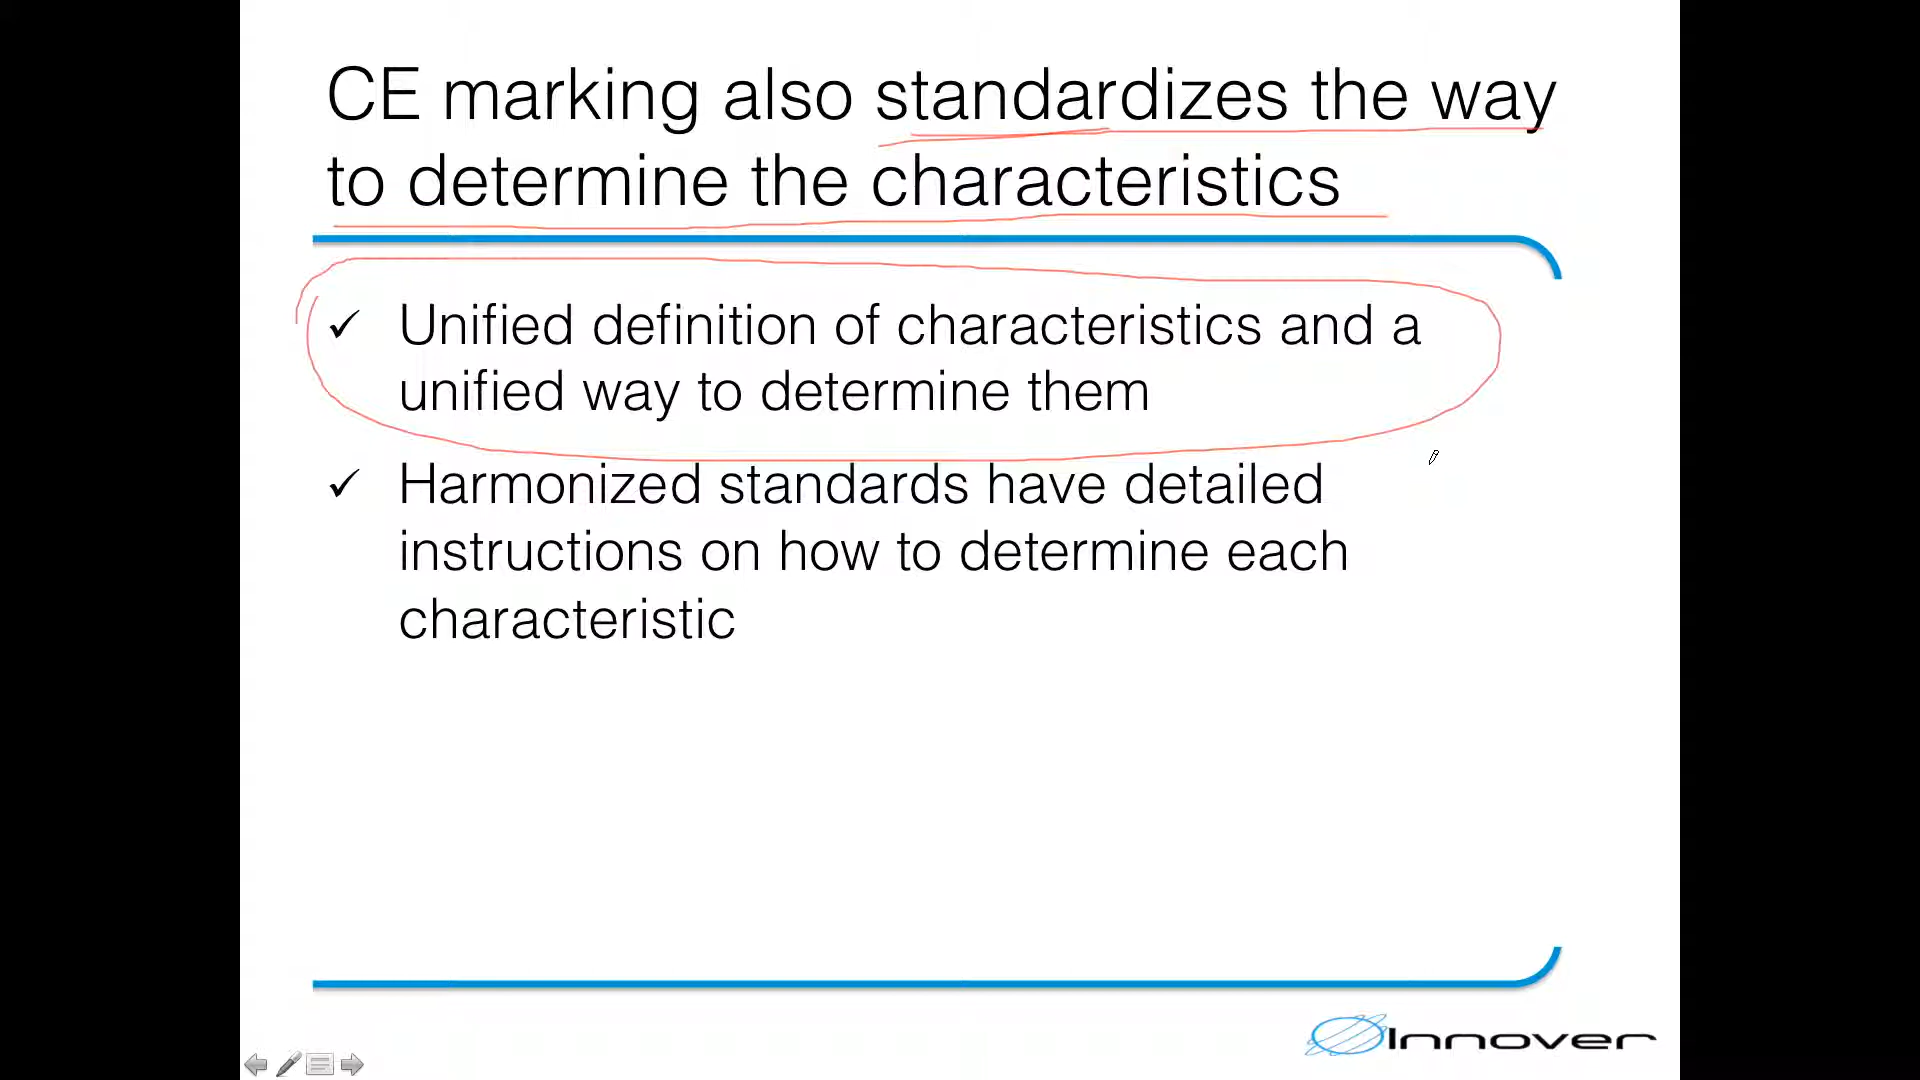 CE marking also standardizes the way
to determine the characteristics
✓ Unified definition of characteristics and a
unified way to determine them
✓ Harmonized standards have detailed
instructions on how to determine each
characteristic
Innover